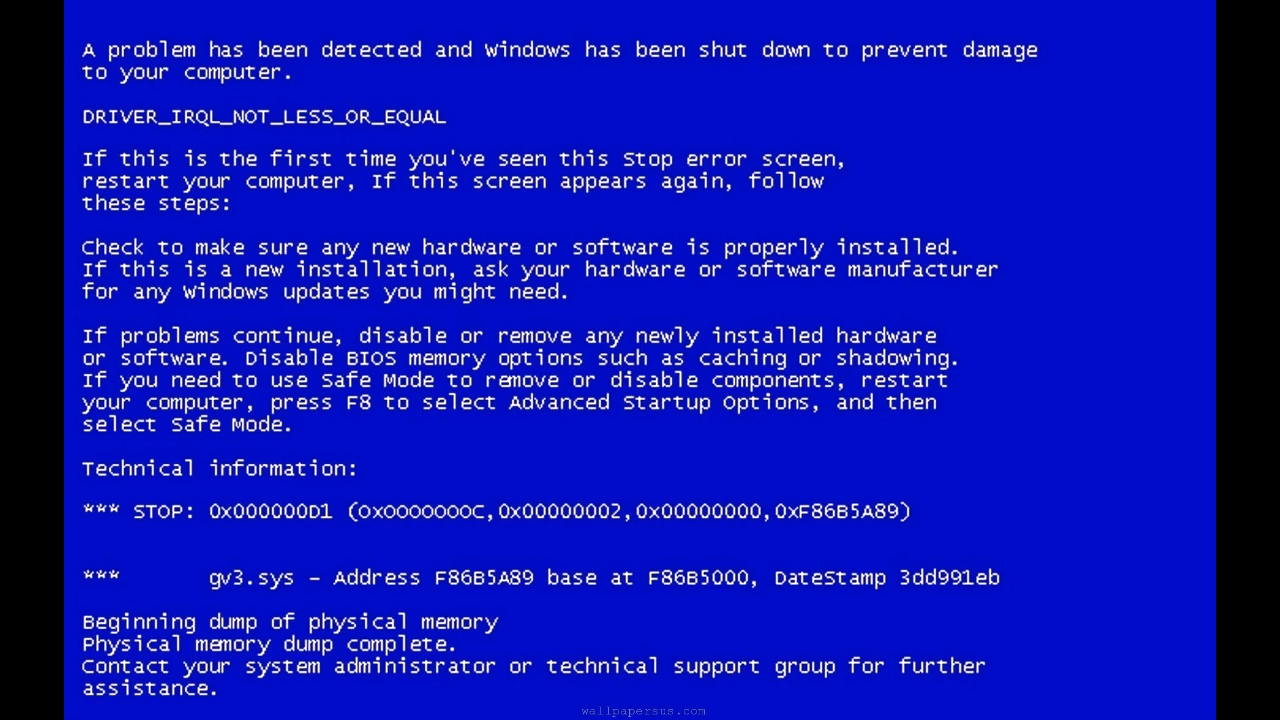 A problem has been detected and Windows has been shut down to prevent damage
to your computer.
DRIVER_IRQL_NOT_LESS_OR_EQUAL
If this is the first time you've seen this Stop error screen,
restart your computer, If this screen appears again, follow
these steps:
Check to make sure any new hardware or software is properly installed.
If this is a new installation, ask your hardware or software manufacturer
for any Windows updates you might need.
If problems continue, disable or remove any newly installed hardware
or software. Disable BIOS memory options such as caching or shadowing.
If you need to use Safe Mode to remove or disable components, restart
your computer, press F8 to select Advanced Startup Options, and then
select Safe Mode.
Technical information:
*** STOP: 0x000000D1 (0x0000000C,0x00000002,0x00000000,0xF86B5A89)
*** gv3.sys – Address F86B5A89 base at F86B5000, DateStamp 3dd991eb
Beginning dump of physical memory
Physical memory dump complete.
Contact your system administrator or technical support group for further
assistance.
wallpapersus.com